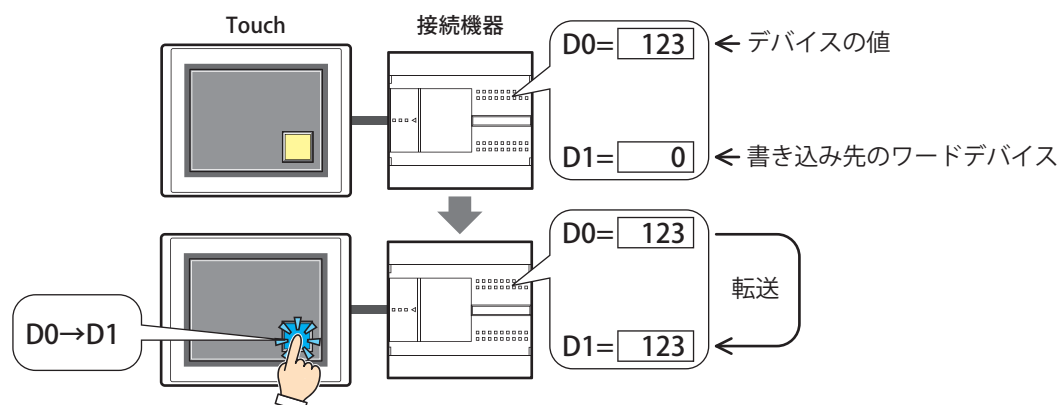 Touch
接続機器
D0= 123 ← デバイスの値
D1= 0 ← 書き込み先のワードデバイス
D0= 123
転送
D0→D1
D1= 123